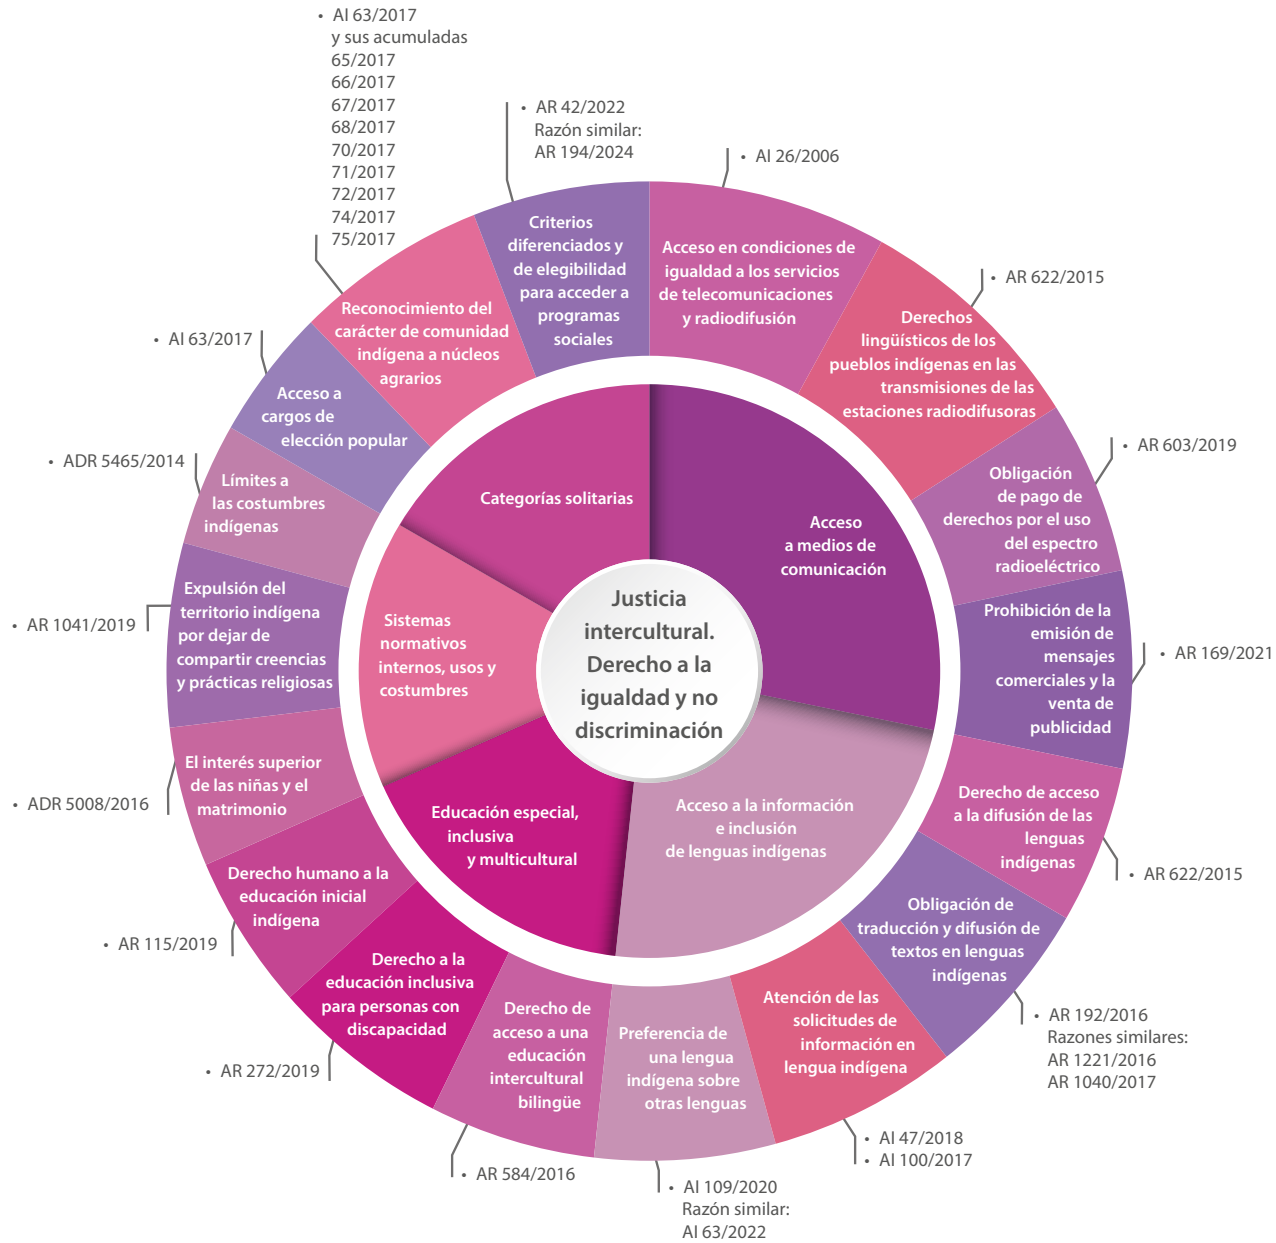 • AI 63/2017
y sus acumuladas
65/2017
66/2017
67/2017
68/2017
70/2017
71/2017
72/2017
74/2017
75/2017
• AR 42/2022
Razón similar:
AR 194/2024
• AI 26/2006
• AR 622/2015
• AR 603/2019
• AR 169/2021
• AR 622/2015
• AR 192/2016
Razones similares:
AR 1221/2016
AR 1040/2017
• AI 47/2018
• AI 100/2017
• AI 109/2020
Razón similar:
AI 63/2022
• AR 584/2016
• AR 272/2019
• AR 115/2019
• ADR 5008/2016
• AR 1041/2019
• ADR 5465/2014
• AI 63/2017
Criterios
diferenciados y
de elegibilidad
para acceder a
programas
sociales
Acceso en condiciones de
igualdad a los servicios
de telecomunicaciones
y radiodifusión
Derechos
lingüísticos de los
pueblos indígenas en las
transmisiones de las
estaciones radiodifusoras
Obligación
de pago de
derechos por el uso
del espectro
radioeléctrico
Prohibición de la
emisión de
mensajes
comerciales y la
venta de
publicidad
Derecho de acceso
a la difusión de las
lenguas
indígenas
Obligación de
traducción y difusión de
textos en lenguas
indígenas
Atención de las
solicitudes de
información en
lengua indígena
Preferencia de
una lengua
indígena sobre
otras lenguas
Derecho de
acceso a una
educación
intercultural
bilingüe
Derecho a la
educación inclusiva
para personas con
discapacidad
Derecho humano a la
educación inicial
indígena
El interés superior
de las niñas y el
matrimonio
Expulsión del
territorio indígena
por dejar de
compartir creencias
y prácticas religiosas
Límites a
las costumbres
indígenas
Acceso a
cargos de
elección popular
Reconocimiento del
carácter de comunidad
indígena a núcleos
agrarios
Categorías solitarias
Acceso
a medios de
comunicación
Acceso a la información
e inclusión
de lenguas indígenas
Educación especial,
inclusiva
y multicultural
Sistemas
normativos
internos, usos y
costumbres
Justicia
intercultural.
Derecho a la
igualdad y no
discriminación